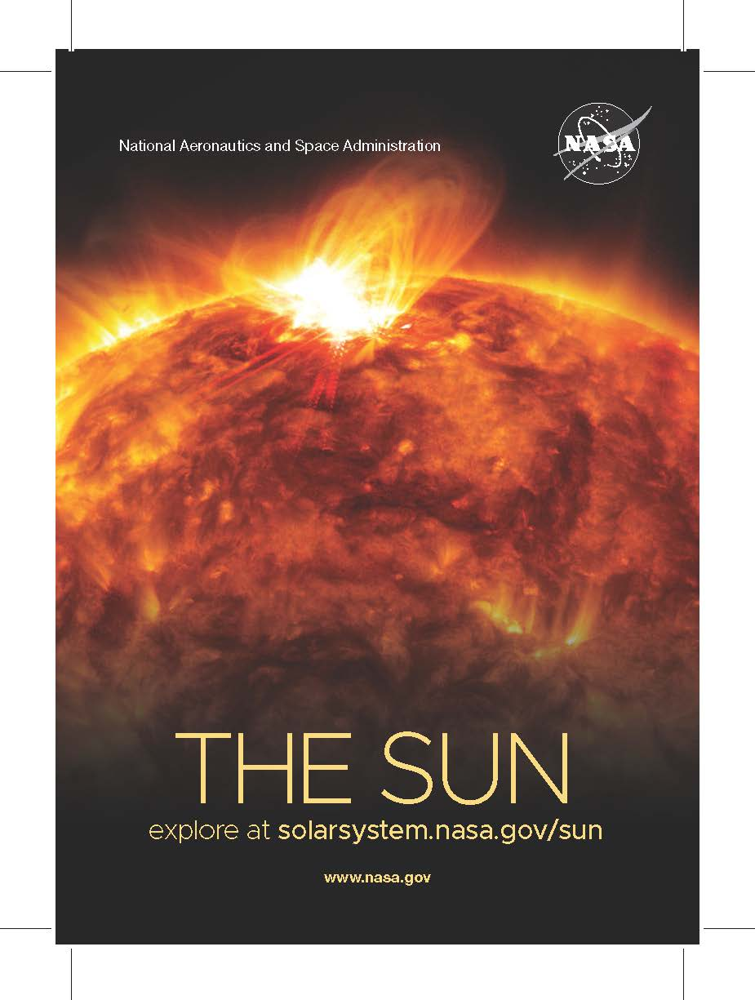 National Aeronautics and Space Administration
NASA
THE SUN
explore at solarsystem.nasa.gov/sun
www.nasa.gov